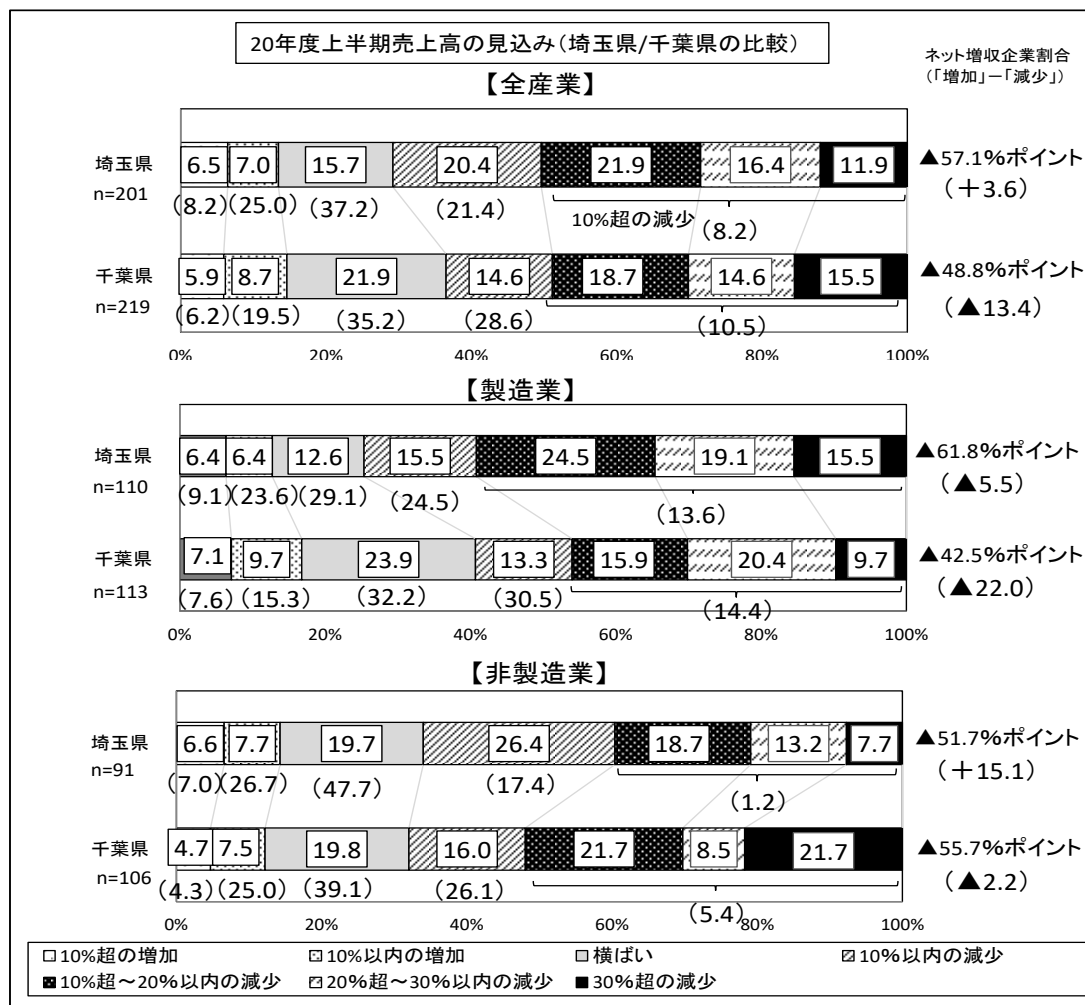 20年度上半期売上高の見込み(埼玉県/千葉県の比較)
ネット増収企業割合
(「増加」－「減少」)
【全産業】
埼玉県
n=201
6.5 7.0 15.7 20.4 21.9 16.4 11.9
▲57.1%ポイント
(＋3.6)
(8.2) (25.0) (37.2) (21.4) 10%超の減少 (8.2)
千葉県
n=219
5.9 8.7 21.9 14.6 18.7 14.6 15.5
▲48.8%ポイント
(▲13.4)
(6.2) (19.5) (35.2) (28.6) (10.5)
0% 20% 40% 60% 80% 100%
【製造業】
埼玉県
n=110
6.4 6.4 12.6 15.5 24.5 19.1 15.5
▲61.8%ポイント
(▲5.5)
(9.1) (23.6) (29.1) (24.5) (13.6)
千葉県
n=113
7.1 9.7 23.9 13.3 15.9 20.4 9.7
▲42.5%ポイント
(▲22.0)
(7.6) (15.3) (32.2) (30.5) (14.4)
0% 20% 40% 60% 80% 100%
【非製造業】
埼玉県
n=91
6.6 7.7 19.7 26.4 18.7 13.2 7.7
▲51.7%ポイント
(＋15.1)
(7.0) (26.7) (47.7) (17.4) (1.2)
千葉県
n=106
4.7 7.5 19.8 16.0 21.7 8.5 21.7
▲55.7%ポイント
(▲2.2)
(4.3) (25.0) (39.1) (26.1) (5.4)
0% 20% 40% 60% 80% 100%
10%超の増加 10%以内の増加 横ばい 10％以内の減少
10％超～20％以内の減少 20％超～30％以内の減少 30％超の減少